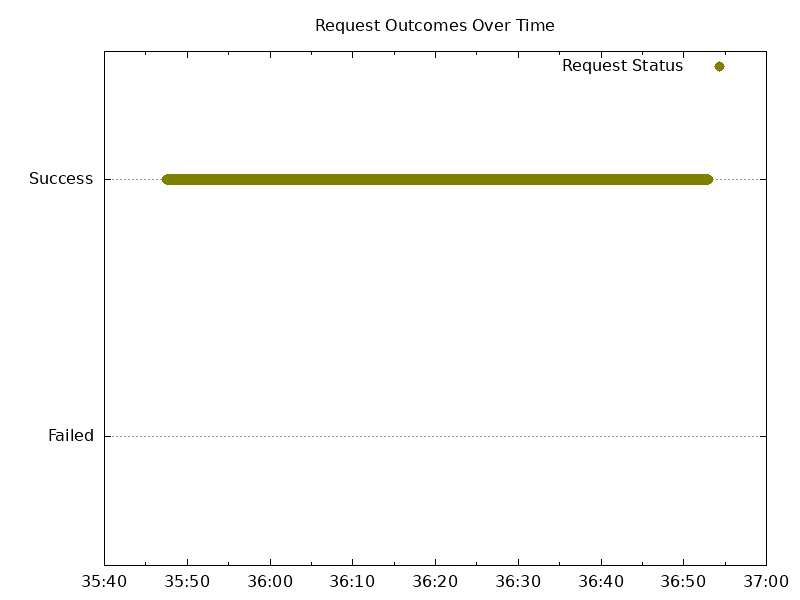 Request Outcomes Over Time
Request Status
Success
Failed
35:40 35:50 36:00 36:10 36:20 36:30 36:40 36:50 37:00